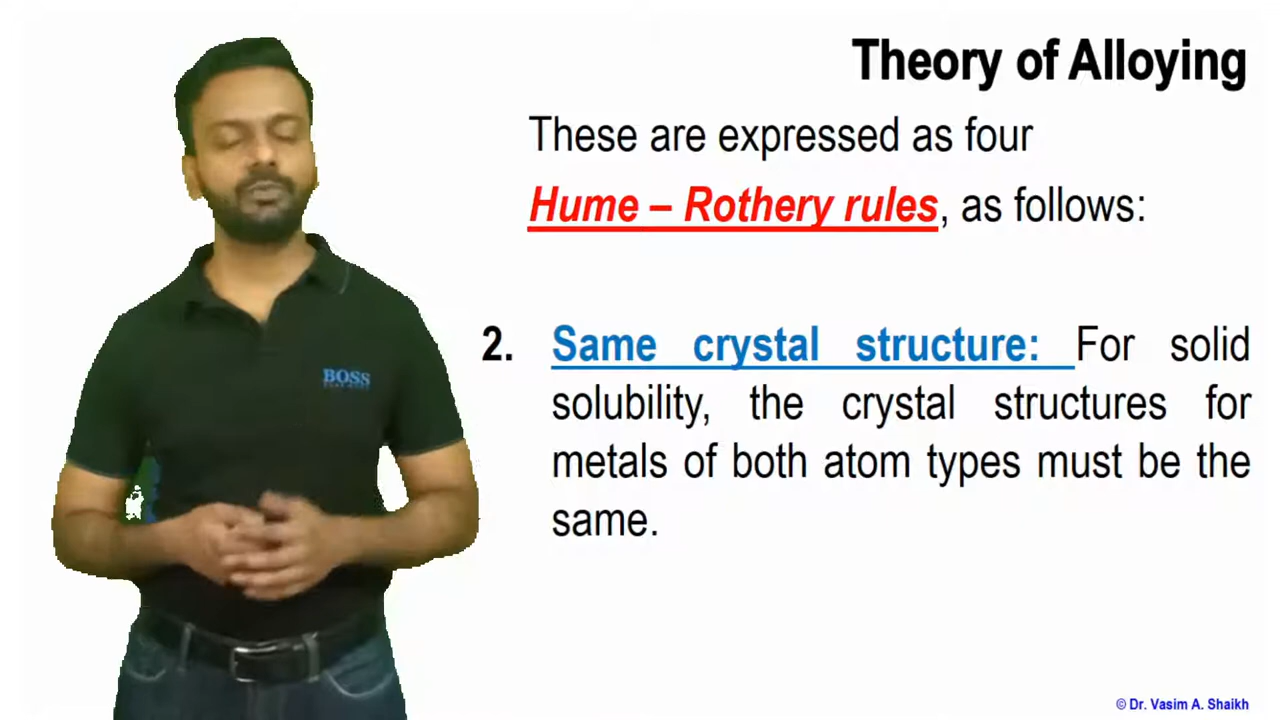 Theory of Alloying
These are expressed as four
Hume – Rothery rules, as follows:
2. Same crystal structure: For solid
solubility, the crystal structures for
metals of both atom types must be the
same.
BOSS
© Dr. Vasim A. Shaikh